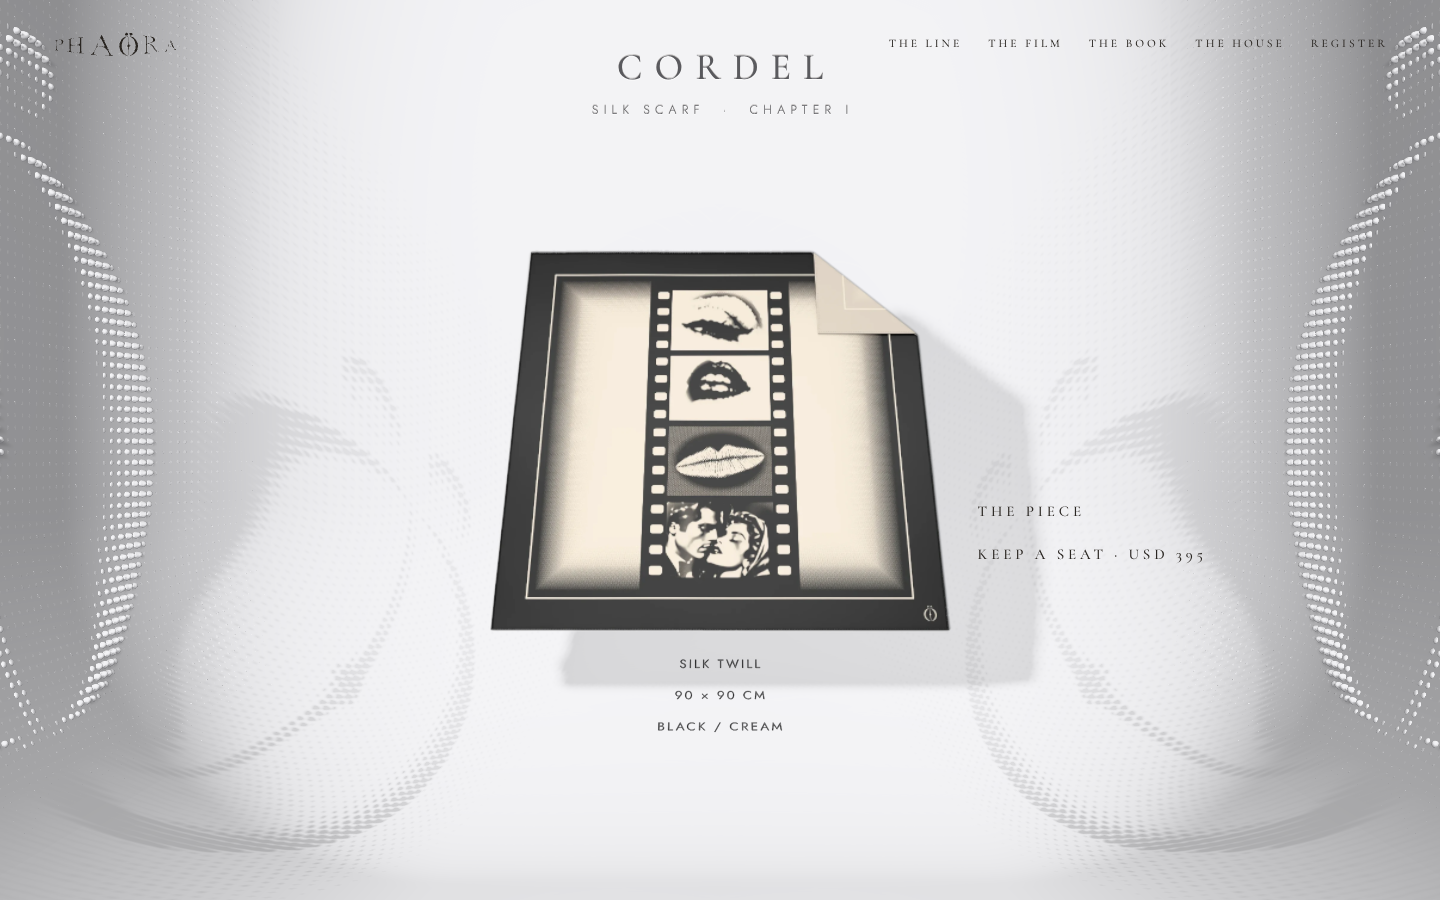 PHAÖRA
THE LINE THE FILM THE BOOK THE HOUSE REGISTER
CORDEL
SILK SCARF · CHAPTER I
THE PIECE
KEEP A SEAT · USD 395
Ö
SILK TWILL
90 × 90 CM
BLACK / CREAM